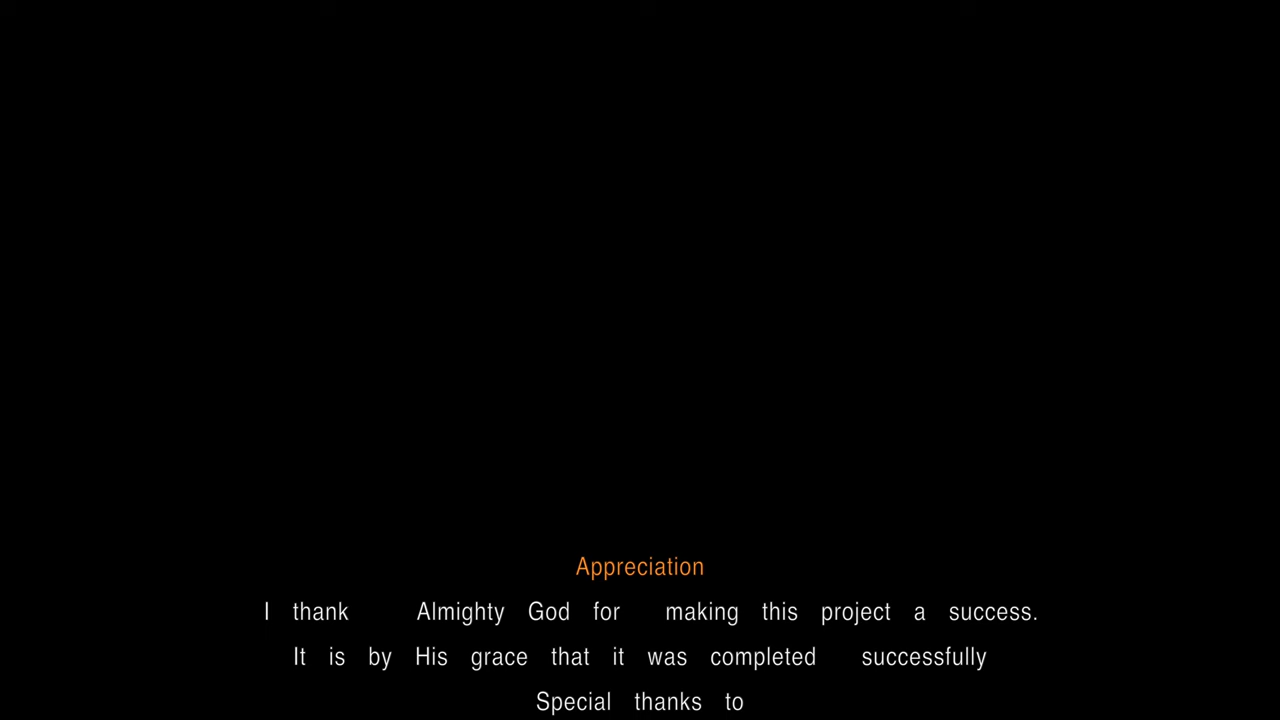 Appreciation
I thank Almighty God for making this project a success.
It is by His grace that it was completed successfully
Special thanks to